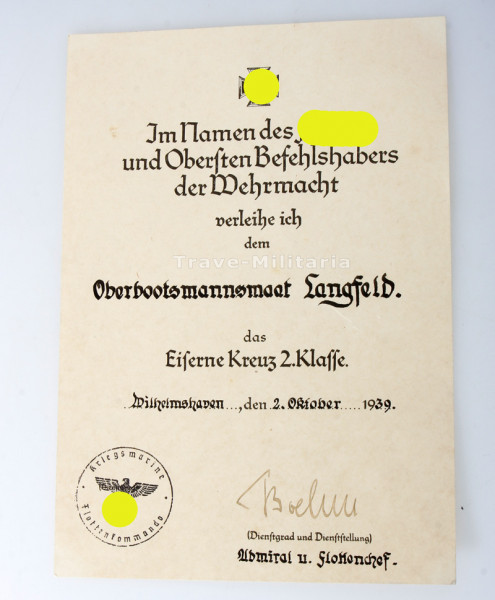 Im Namen des
und Obersten Befehlshabers
der Wehrmacht
verleihe ich
dem
Trave-Militaria
Oberbootsmannsmaat Langfeld.
das
Eiserne Kreuz 2.Klasse.
Wilhelmshaven, den 2. Oktober 1939.
Kriegsmarine
Flottenkommando
Boehm
(Dienstgrad und Dienststellung)
Admiral u. Flottenchef.